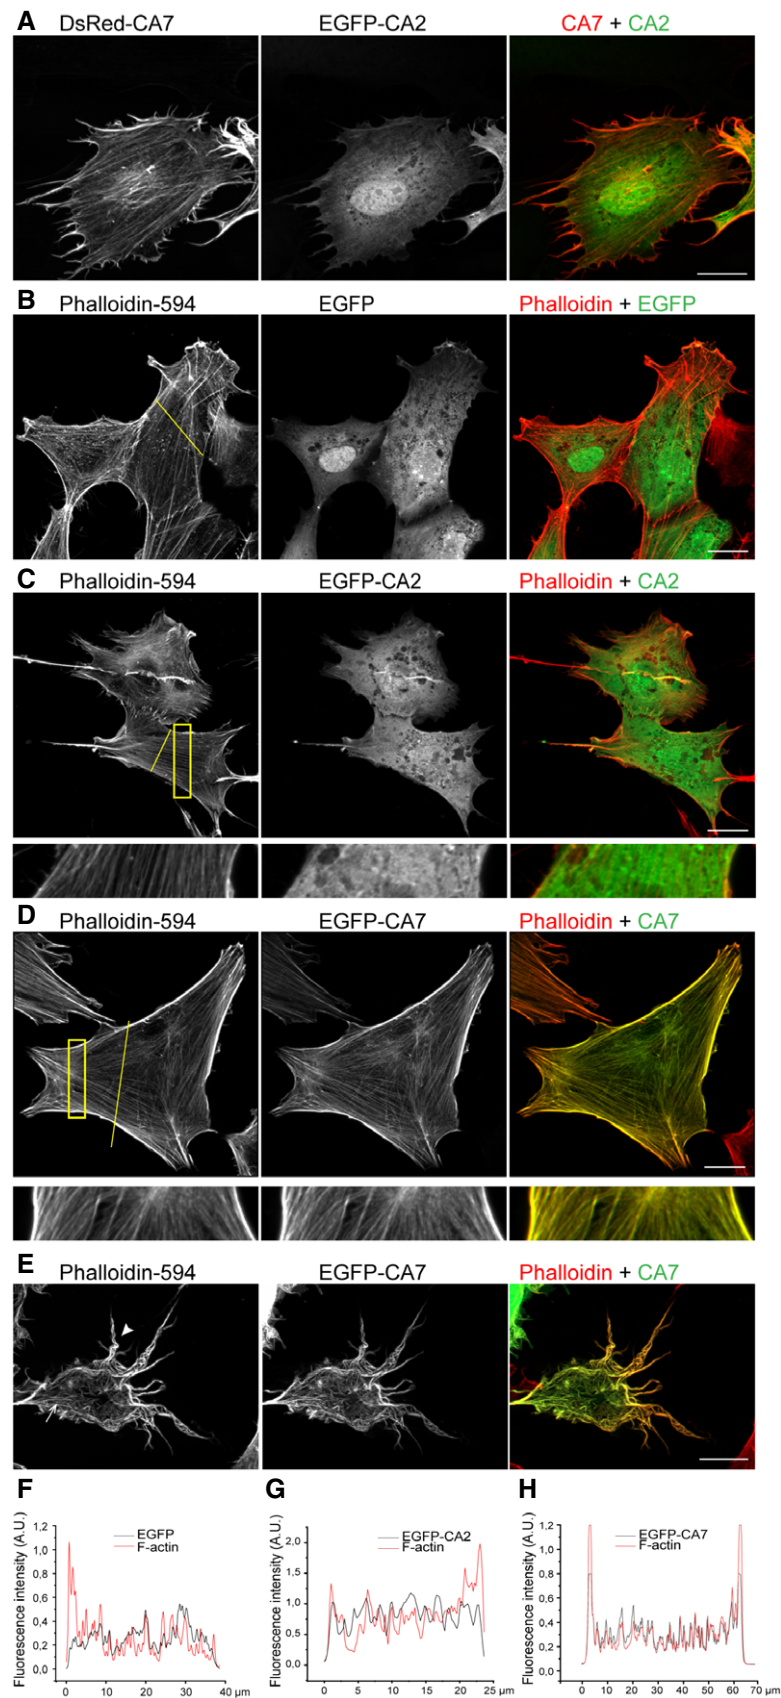 A DsRed-CA7 EGFP-CA2 CA7 + CA2
B Phalloidin-594 EGFP Phalloidin + EGFP
C Phalloidin-594 EGFP-CA2 Phalloidin + CA2
D Phalloidin-594 EGFP-CA7 Phalloidin + CA7
E Phalloidin-594 EGFP-CA7 Phalloidin + CA7
F
Fluorescence intensity (A.U.)
EGFP
F-actin
1,2
1,0
0,8
0,6
0,4
0,2
0,0
0 10 20 30 40 µm
G
Fluorescence intensity (A.U.)
EGFP-CA2
F-actin
2.0
1,5
1,0
0,5
0,0
0 5 10 15 20 25 µm
H
Fluorescence intensity (A.U.)
EGFP-CA7
F-actin
1,2
1,0
0,8
0,6
0,4
0,2
0,0
0 10 20 30 40 50 60 70 µm